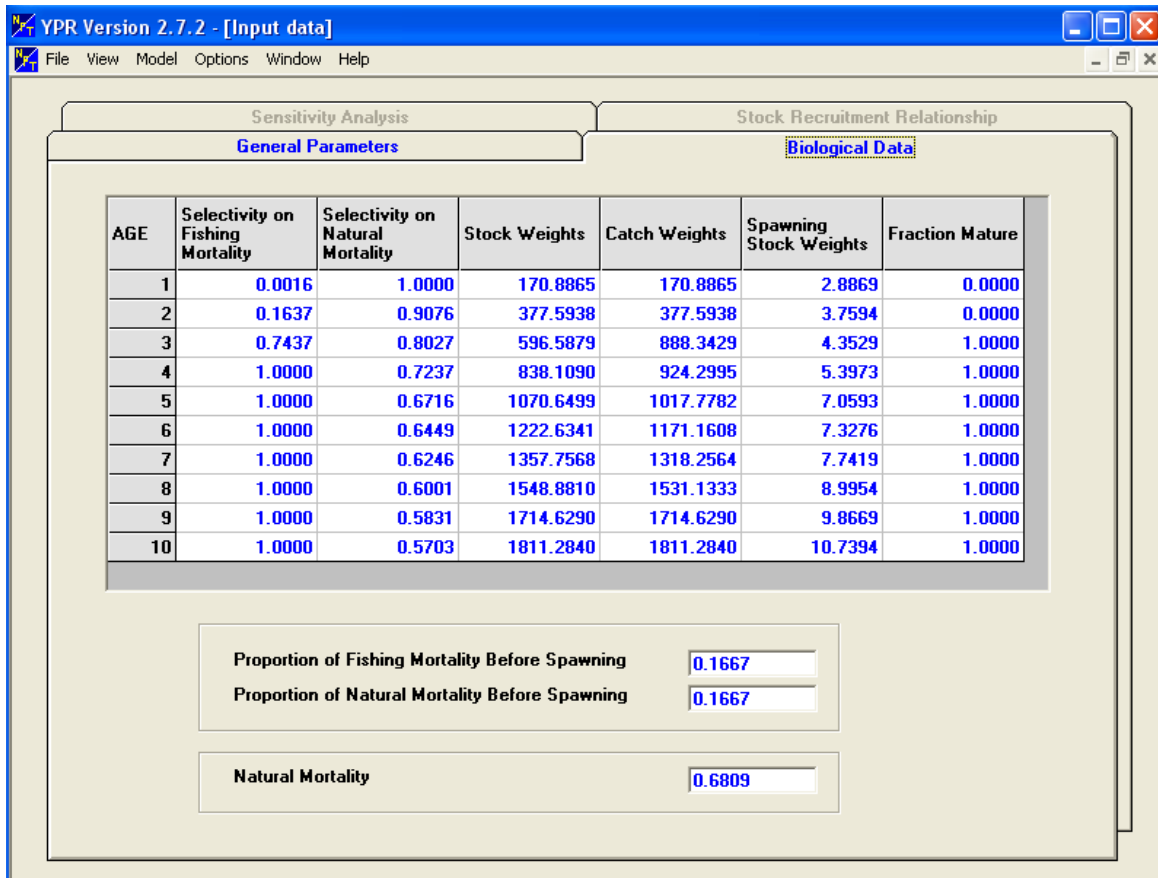 YPR Version 2.7.2 - [Input data]
File View Model Options Window Help
Sensitivity Analysis Stock Recruitment Relationship
General Parameters Biological Data
AGE Selectivity on Fishing Mortality Selectivity on Natural Mortality Stock Weights Catch Weights Spawning Stock Weights Fraction Mature
1 0.0016 1.0000 170.8865 170.8865 2.8869 0.0000
2 0.1637 0.9076 377.5938 377.5938 3.7594 0.0000
3 0.7437 0.8027 596.5879 888.3429 4.3529 1.0000
4 1.0000 0.7237 838.1090 924.2995 5.3973 1.0000
5 1.0000 0.6716 1070.6499 1017.7782 7.0593 1.0000
6 1.0000 0.6449 1222.6341 1171.1608 7.3276 1.0000
7 1.0000 0.6246 1357.7568 1318.2564 7.7419 1.0000
8 1.0000 0.6001 1548.8810 1531.1333 8.9954 1.0000
9 1.0000 0.5831 1714.6290 1714.6290 9.8669 1.0000
10 1.0000 0.5703 1811.2840 1811.2840 10.7394 1.0000
Proportion of Fishing Mortality Before Spawning 0.1667
Proportion of Natural Mortality Before Spawning 0.1667
Natural Mortality 0.6809